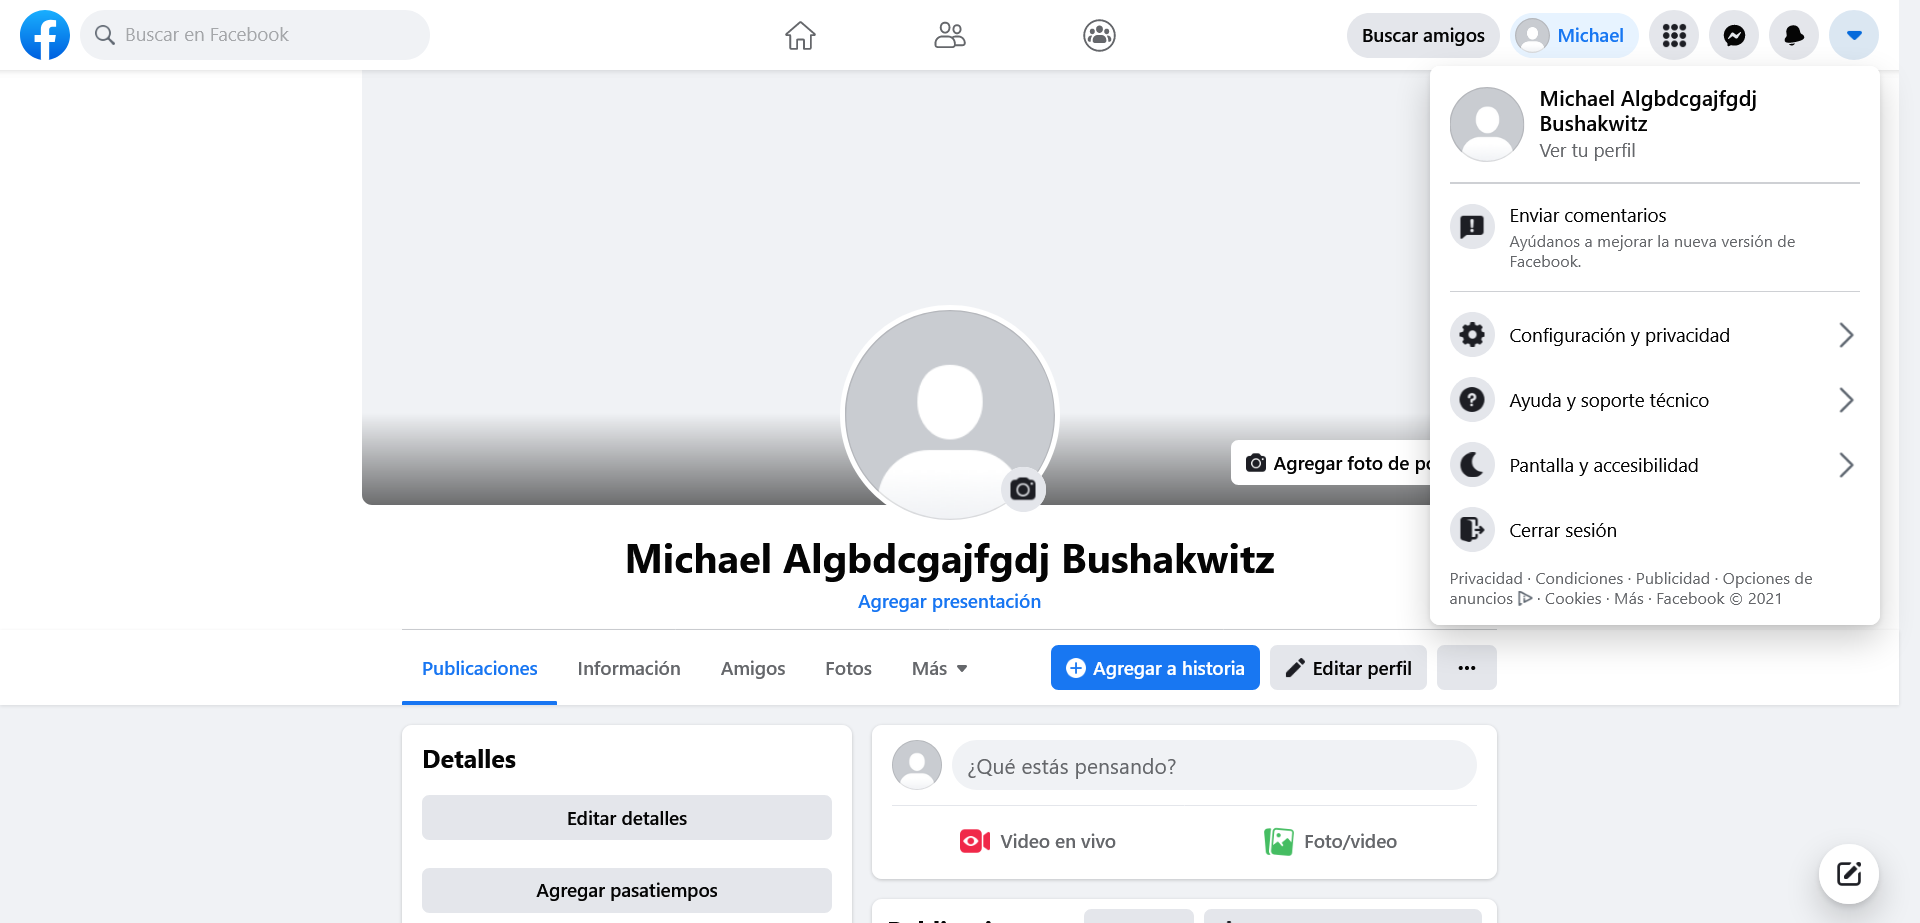 Buscar en Facebook
Buscar amigos
Michael
Michael Algbdcgajfgdj
Bushakwitz
Ver tu perfil
Enviar comentarios
Ayúdanos a mejorar la nueva versión de
Facebook.
Configuración y privacidad
Ayuda y soporte técnico
Pantalla y accesibilidad
Cerrar sesión
Privacidad · Condiciones · Publicidad · Opciones de
anuncios · Cookies · Más · Facebook © 2021
Agregar foto de
Michael Algbdcgajfgdj Bushakwitz
Agregar presentación
Publicaciones
Información
Amigos
Fotos
Más
Agregar a historia
Editar perfil
Detalles
Editar detalles
Agregar pasatiempos
¿Qué estás pensando?
Video en vivo
Foto/video